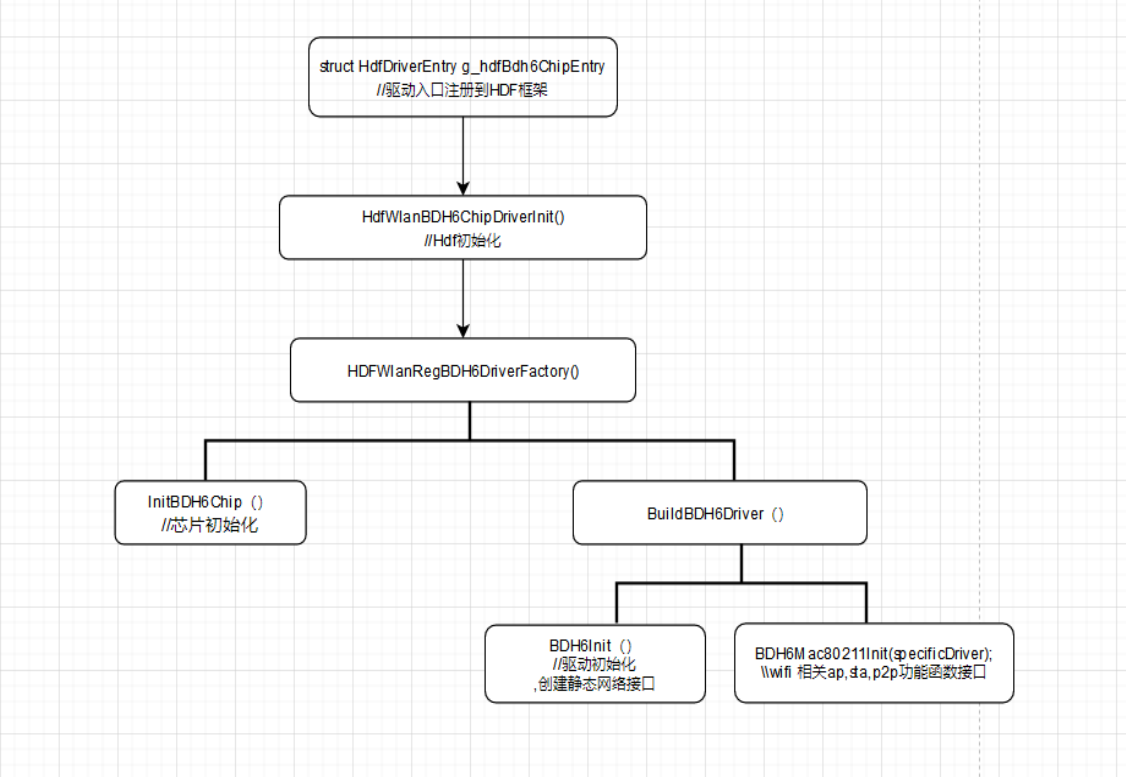 struct HdfDriverEntry g_hdfBdh6ChipEntry
//驱动入口注册到HDF框架
HdfWlanBDH6ChipDriverInit()
//Hdf初始化
HDFWlanRegBDH6DriverFactory()
InitBDH6Chip（）
//芯片初始化
BuildBDH6Driver（）
BDH6Init（）
//驱动初始化
,创建静态网络接口
BDH6Mac80211Init(specificDriver);
\\wifi 相关ap,sta,p2p功能函数接口